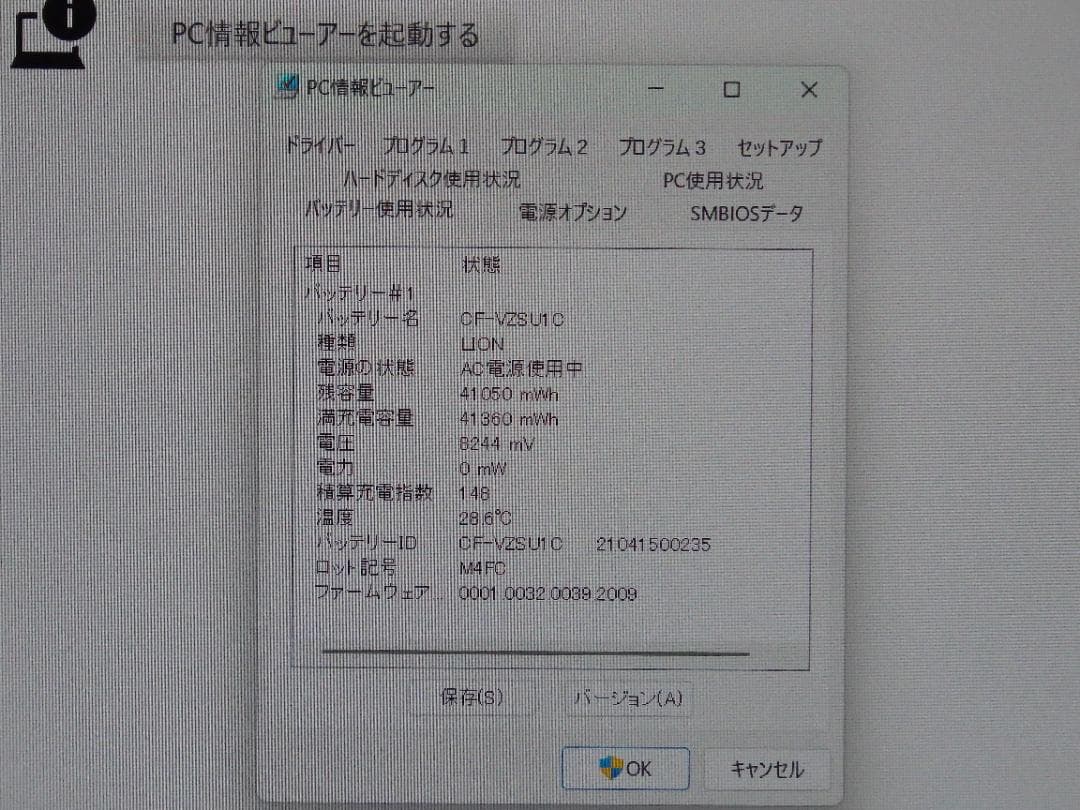 PC情報ビューアーを起動する
PC情報ビューアー
ドライバー プログラム1 プログラム2 プログラム3 セットアップ
ハードディスク使用状況 PC使用状況
バッテリー使用状況 電源オプション SMBIOSデータ
項目 状態
バッテリー#1
バッテリー名 CF-VZSU1C
種類 LION
電源の状態 AC電源使用中
残容量 41050 mWh
満充電容量 41360 mWh
電圧 8244 mV
電力 0 mW
積算充電指数 148
温度 28.6℃
バッテリーID CF-VZSU1C 21041500235
ロット記号 M4FC
ファームウェア... 0001.0032.0039.2009
保存(S) バージョン(A)
OK キャンセル